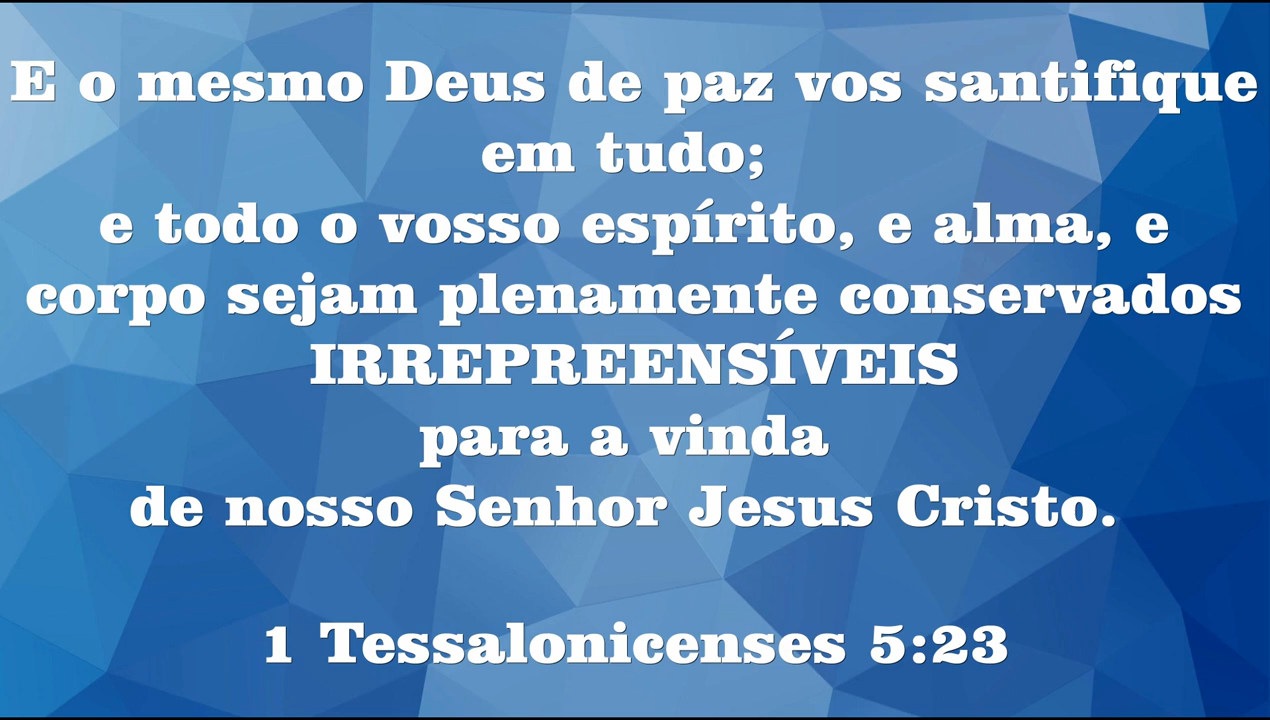 E o mesmo Deus de paz vos santifique
em tudo;
e todo o vosso espírito, e alma, e
corpo sejam plenamente conservados
IRREPREENSÍVEIS
para a vinda
de nosso Senhor Jesus Cristo.
1 Tessalonicenses 5:23